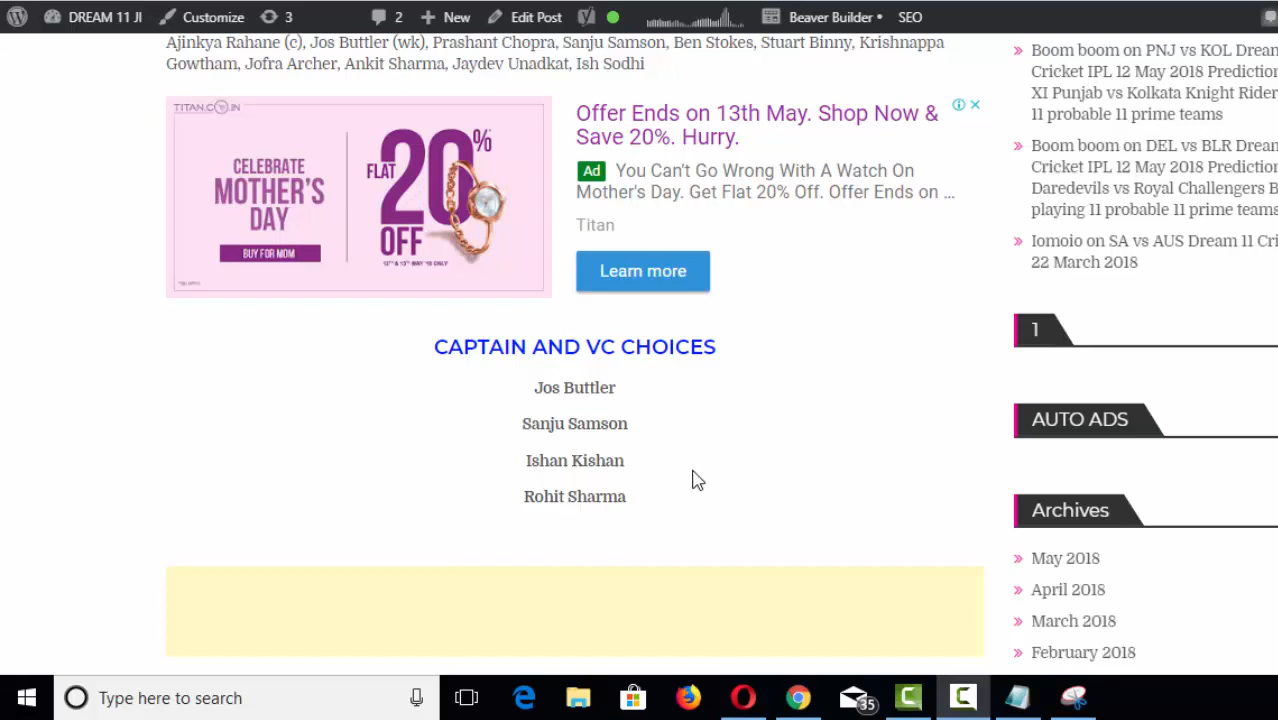 DREAM 11 JI Customize 3 2 New Edit Post Beaver Builder • SEO
Ajinkya Rahane (c), Jos Buttler (wk), Prashant Chopra, Sanju Samson, Ben Stokes, Stuart Binny, Krishnappa
Gowtham, Jofra Archer, Ankit Sharma, Jaydev Unadkat, Ish Sodhi
TITAN.CO.IN
CELEBRATE
MOTHER'S
DAY
BUY FOR MOM
FLAT 20%
OFF
Offer Ends on 13th May. Shop Now &
Save 20%. Hurry.
Ad You Can't Go Wrong With A Watch On
Mother's Day. Get Flat 20% Off. Offer Ends on ...
Titan
Learn more
CAPTAIN AND VC CHOICES
Jos Buttler
Sanju Samson
Ishan Kishan
Rohit Sharma
» Boom boom on PNJ vs KOL Dream
Cricket IPL 12 May 2018 Prediction
XI Punjab vs Kolkata Knight Rider
11 probable 11 prime teams
» Boom boom on DEL vs BLR Dream
Cricket IPL 12 May 2018 Prediction
Daredevils vs Royal Challengers B
playing 11 probable 11 prime teams
» Iomoio on SA vs AUS Dream 11 Cri
22 March 2018
1
AUTO ADS
Archives
» May 2018
» April 2018
» March 2018
» February 2018
Type here to search
35